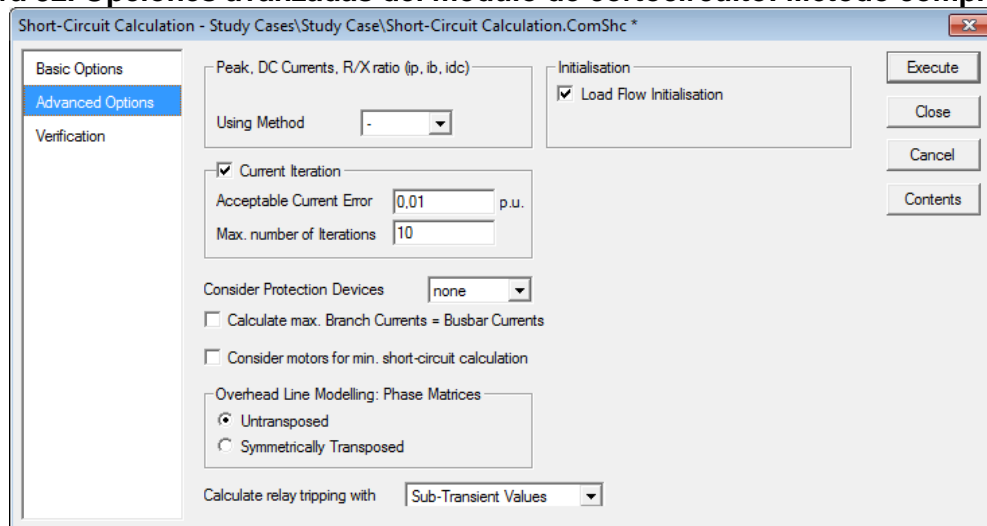 Short-Circuit Calculation - Study Cases\Study Case\Short-Circuit Calculation.ComShc *
Basic Options
Advanced Options
Verification
Peak, DC Currents, R/X ratio (ip, ib, idc)
Using Method -
Initialisation
Load Flow Initialisation
Current Iteration
Acceptable Current Error 0,01 p.u.
Max. number of Iterations 10
Consider Protection Devices none
Calculate max. Branch Currents = Busbar Currents
Consider motors for min. short-circuit calculation
Overhead Line Modelling: Phase Matrices
Untransposed
Symmetrically Transposed
Calculate relay tripping with Sub-Transient Values
Execute
Close
Cancel
Contents